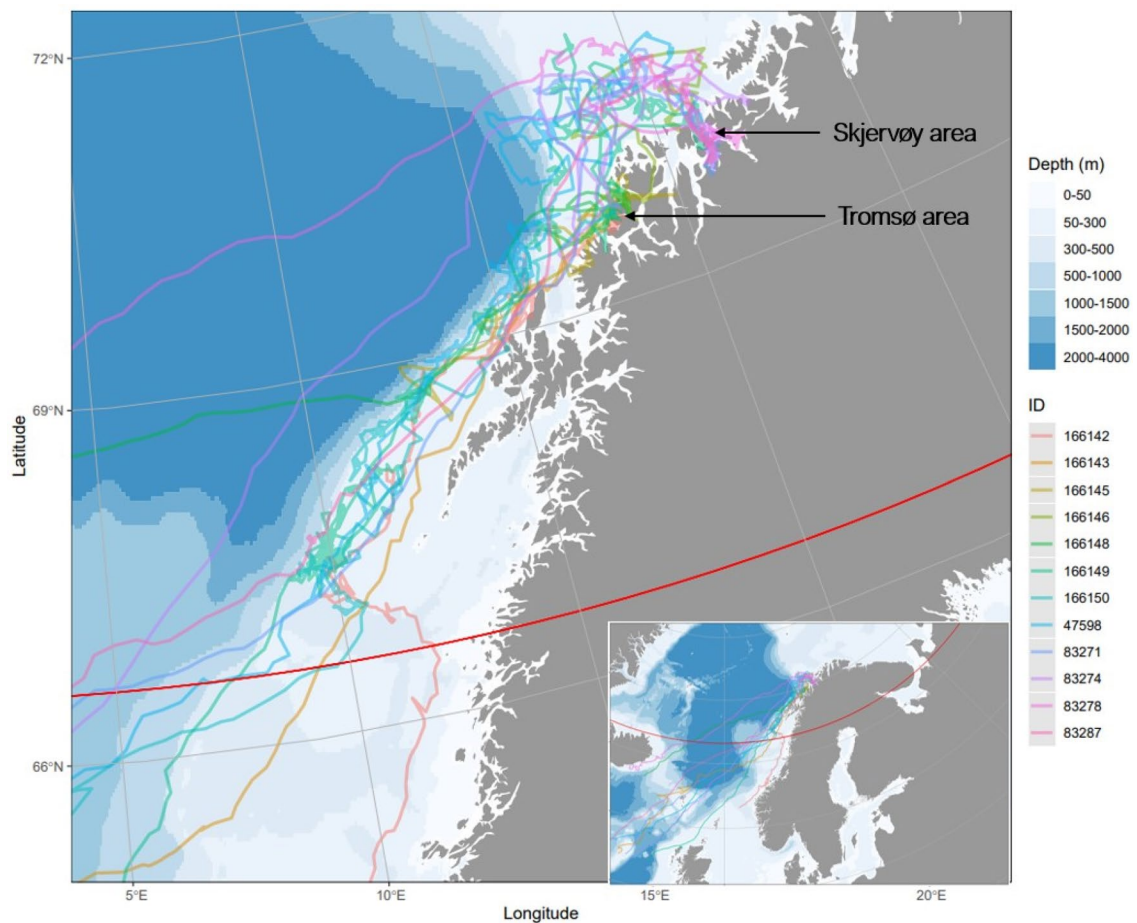 72°N
69°N
66°N
Latitude
5°E
10°E
15°E
20°E
Longitude
Skjervøy area
Tromsø area
Depth (m)
0-50
50-300
300-500
500-1000
1000-1500
1500-2000
2000-4000
ID
166142
166143
166145
166146
166148
166149
166150
47598
83271
83274
83278
83287